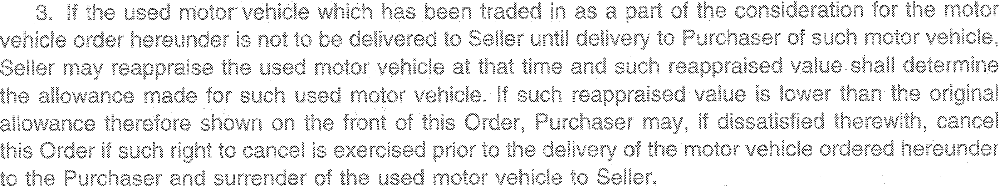 3. If the used motor vehicle which has been traded in as a part of the consideration for the motor
vehicle order hereunder is not to be delivered to Seller until delivery to Purchaser of such motor vehicle,
Seller may reappraise the used motor vehicle at that time and such reappraised value shall determine
the allowance made for such used motor vehicle. If such reappraised value is lower than the original
allowance therefore shown on the front of this Order, Purchaser may, if dissatisfied therewith, cancel
this Order if such right to cancel is exercised prior to the delivery of the motor vehicle ordered hereunder
to the Purchaser and surrender of the used motor vehicle to Seller.